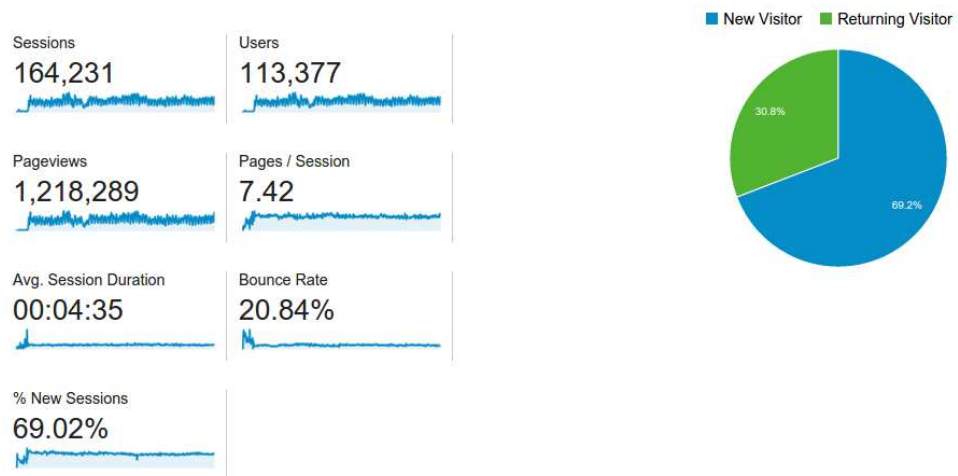 New Visitor
Returning Visitor
Sessions
164,231
Users
113,377
Pageviews
1,218,289
Pages / Session
7.42
Avg. Session Duration
00:04:35
Bounce Rate
20.84%
% New Sessions
69.02%
30.8%
69.2%